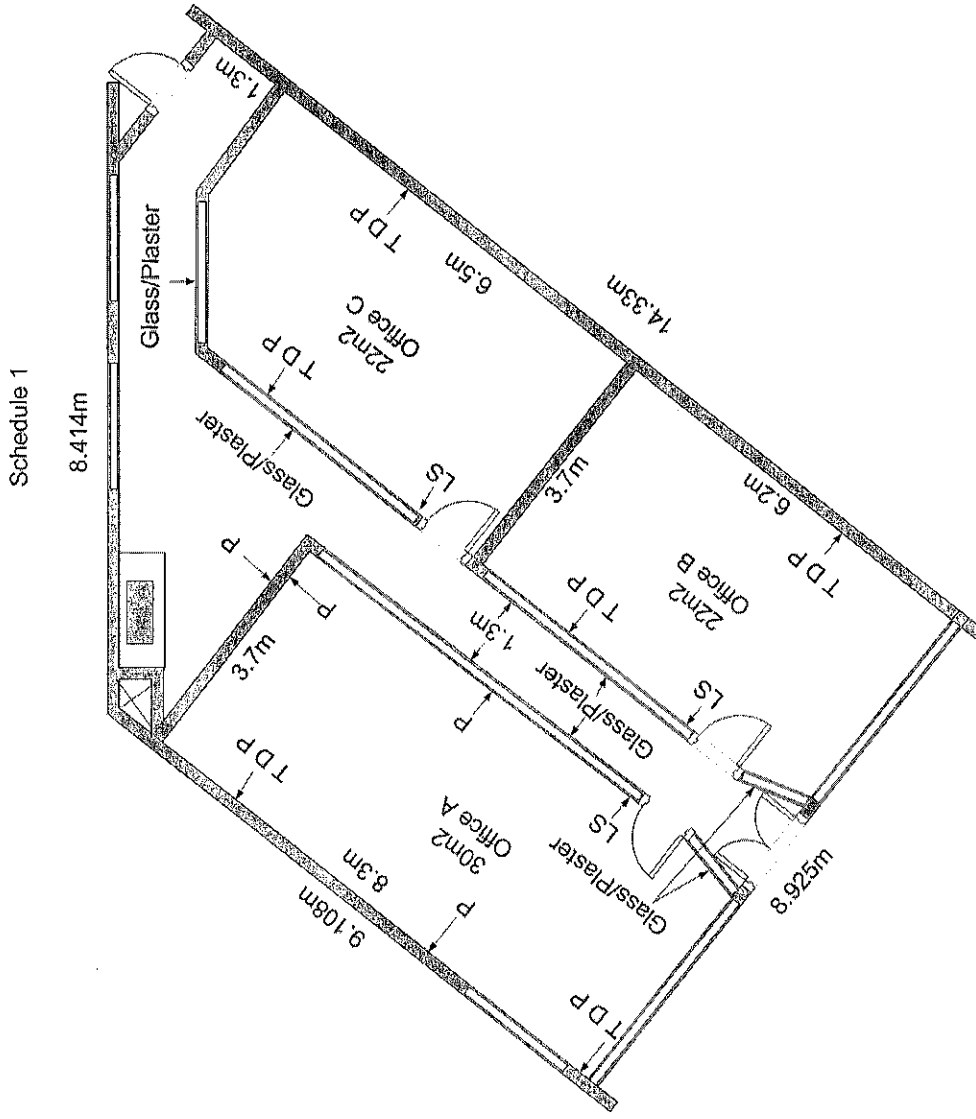 Schedule 1
8.414m
1.3m
Glass/Plaster
T D P
6.5m
22m2
Office C
T D P
Glass/Plaster
LS
14.33m
P
P
3.7m
3.7m
6.2m
22m2
Office B
T D P
T D P
1.3m
Glass/Plaster
LS
T D P
P
8.3m
9.108m
30m2
Office A
P
LS
Glass/Plaster
T D P
8.925m